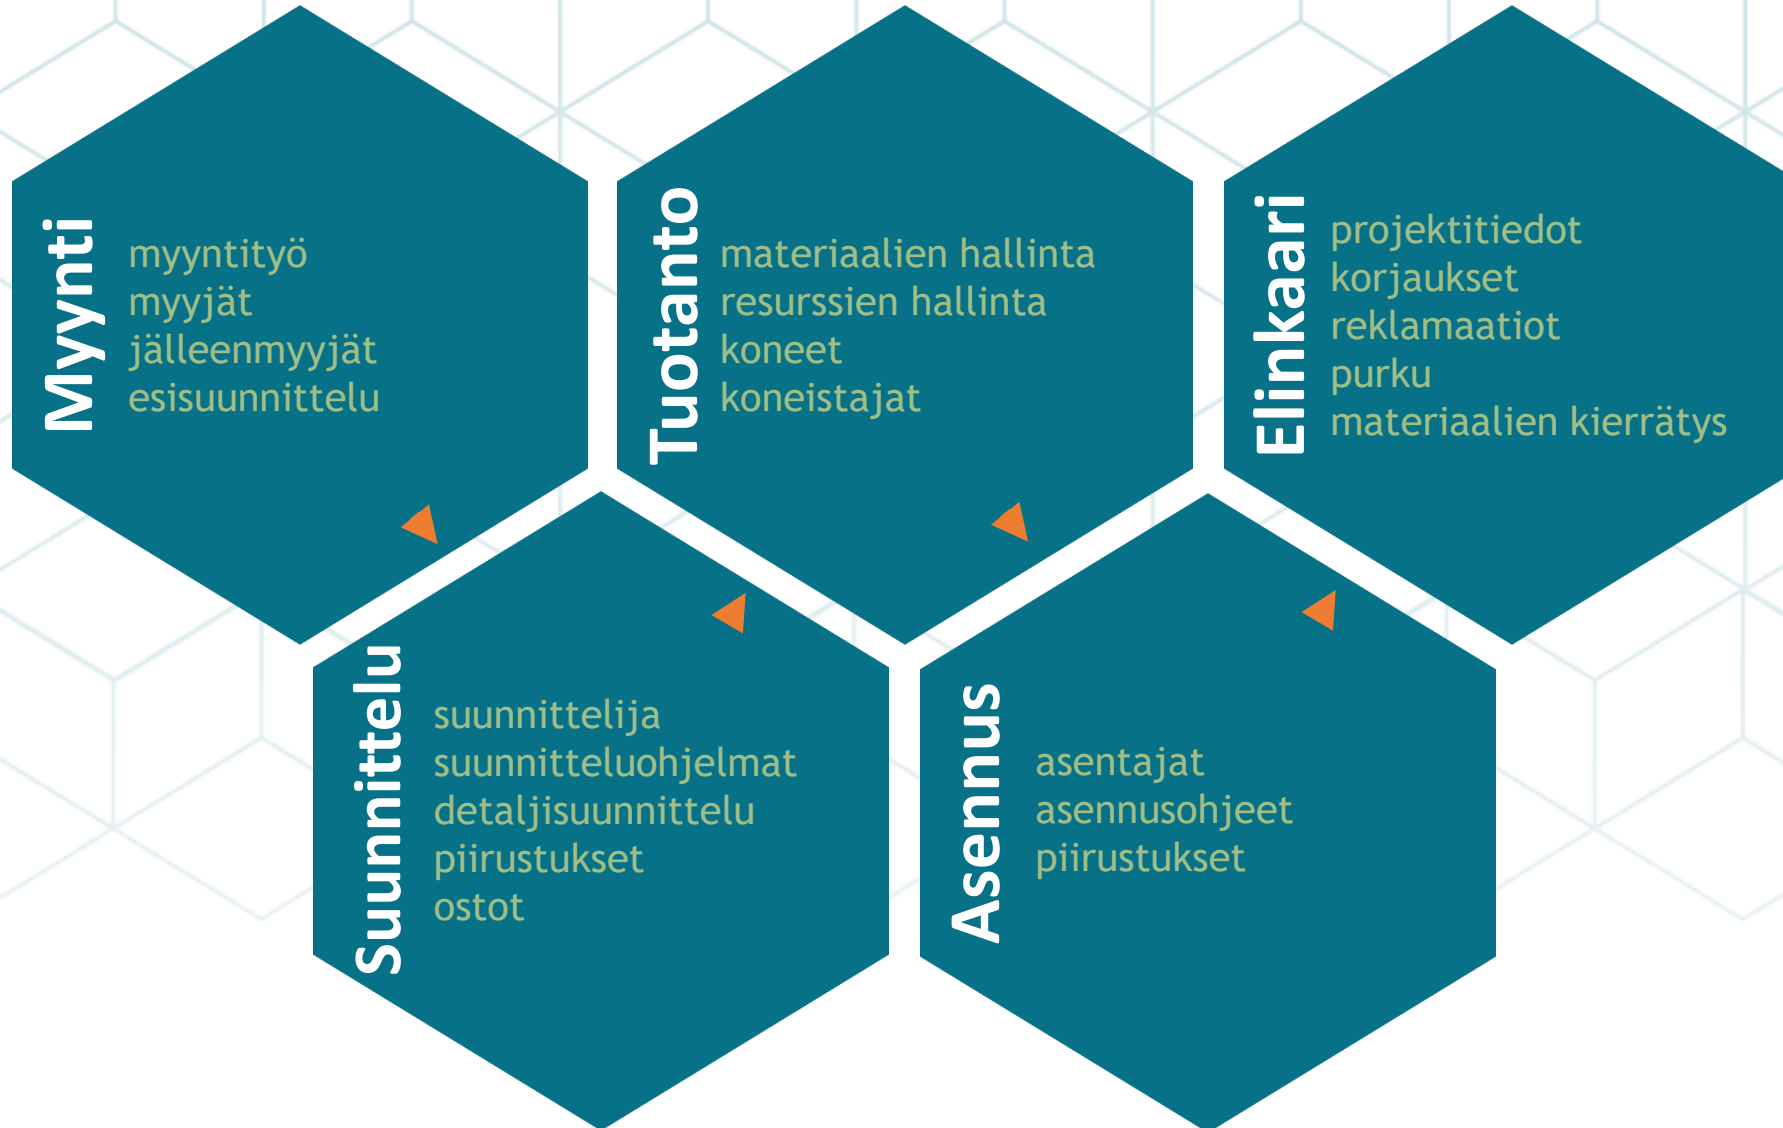 Myynti
myyntityö
myyjät
jälleenmyyjät
esisuunnittelu
Suunnittelu
suunnittelija
suunnitteluohjelmat
detaljisuunnittelu
piirustukset
ostot
Tuotanto
materiaalien hallinta
resurssien hallinta
koneet
koneistajat
Asennus
asentajat
asennusohjeet
piirustukset
Elinkaari
projektitiedot
korjaukset
reklamaatiot
purku
materiaalien kierrätys